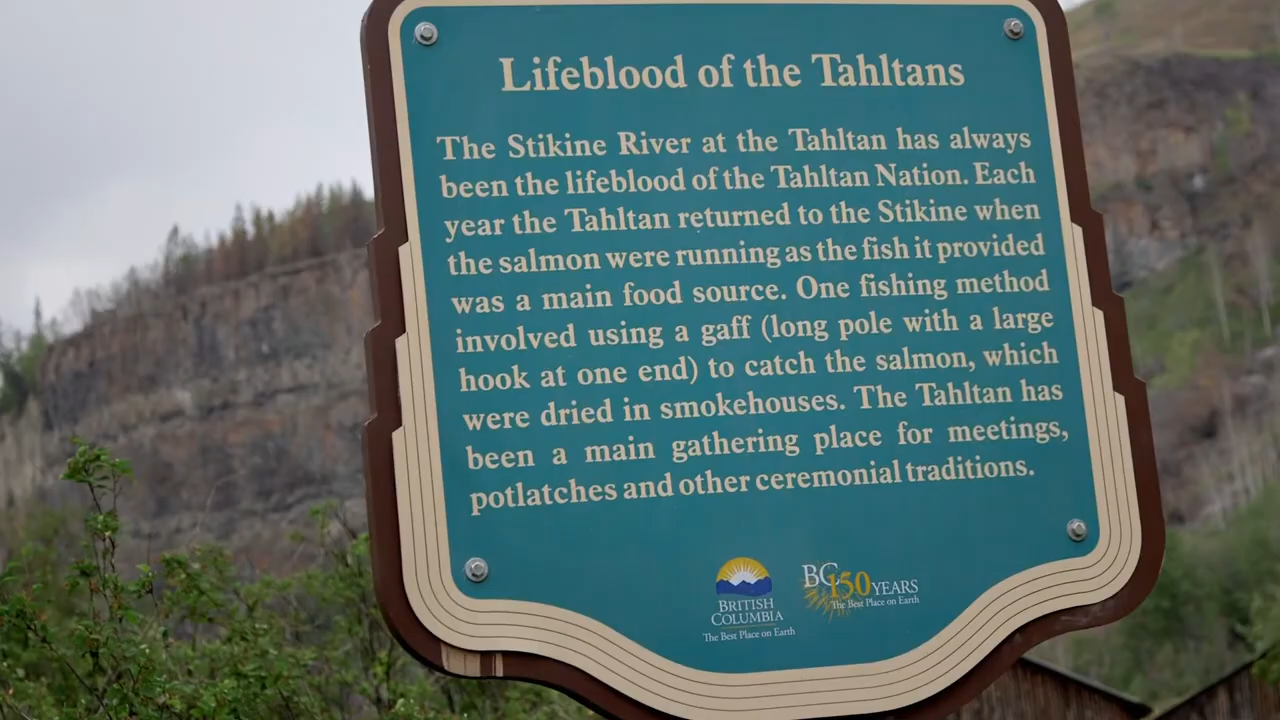 Lifeblood of the Tahltans
The Stikine River at the Tahltan has always
been the lifeblood of the Tahltan Nation. Each
year the Tahltan returned to the Stikine when
the salmon were running as the fish it provided
was a main food source. One fishing method
involved using a gaff (long pole with a large
hook at one end) to catch the salmon, which
were dried in smokehouses. The Tahltan has
been a main gathering place for meetings,
potlatches and other ceremonial traditions.
BRITISH
COLUMBIA
The Best Place on Earth
BC150 YEARS
The Best Place on Earth